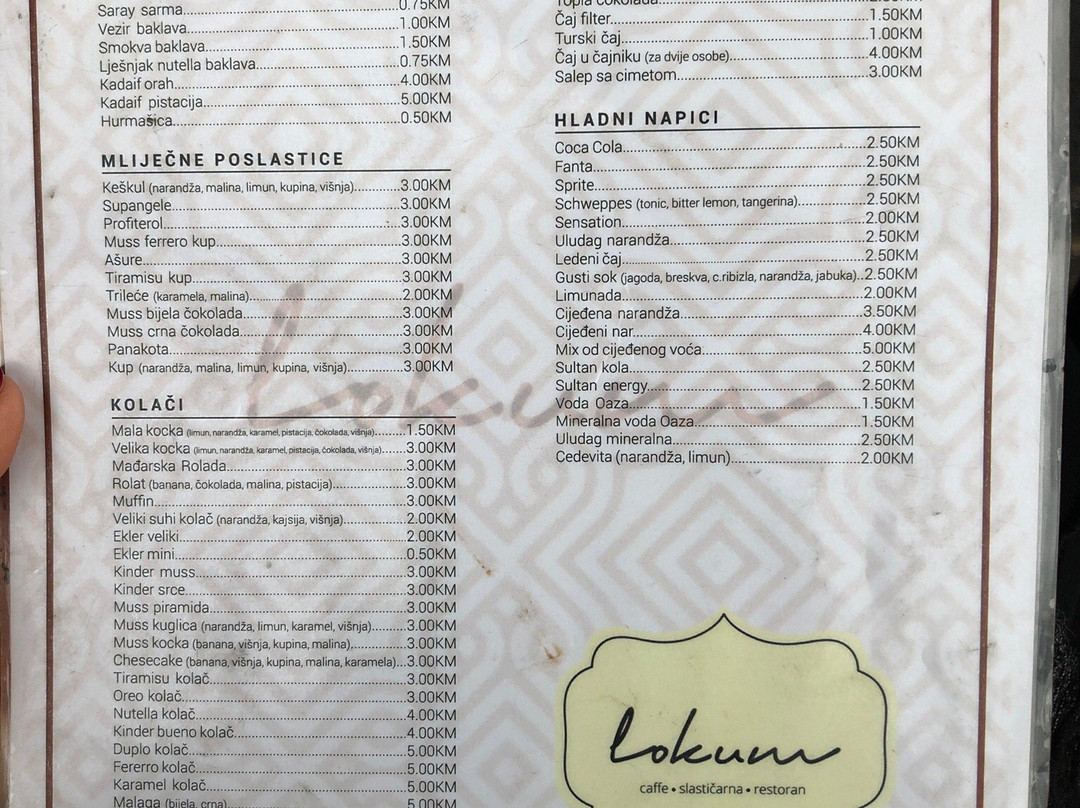 Saray sarma 0.75KM
Vezir baklava 1.00KM
Smokva baklava 1.50KM
Lješnjak nutella baklava 0.75KM
Kadaif orah 4.00KM
Kadaif pistacija 5.00KM
Hurmašica 0.50KM
MLIJEČNE POSLASTICE
Keškul (narandža, malina, limun, kupina, višnja) 3.00KM
Supangele 3.00KM
Profiterol 3.00KM
Muss ferrero kup 3.00KM
Ašure 3.00KM
Tiramisu kup 3.00KM
Trileće (karamela, malina) 2.00KM
Muss bijela čokolada 3.00KM
Muss crna čokolada 3.00KM
Panakota 3.00KM
Kup (narandža, malina, limun, kupina, višnja) 3.00KM
KOLAČI
Mala kocka (limun, narandža, karamel, pistacija, čokolada, višnja) 1.50KM
Velika kocka (limun, narandža, karamel, pistacija, čokolada, višnja) 3.00KM
Mađarska Rolada 3.00KM
Rolat (banana, čokolada, malina, pistacija) 3.00KM
Muffin 3.00KM
Veliki suhi kolač (narandža, kajsija, višnja) 2.00KM
Ekler veliki 2.00KM
Ekler mini 0.50KM
Kinder muss 3.00KM
Kinder srce 3.00KM
Muss piramida 3.00KM
Muss kuglica (narandža, limun, karamel, višnja) 3.00KM
Muss kocka (banana, višnja, kupina, malina) 3.00KM
Chesecake (banana, višnja, kupina, malina, karamela) 3.00KM
Tiramisu kolač 3.00KM
Oreo kolač 3.00KM
Nutella kolač 4.00KM
Kinder bueno kolač 4.00KM
Duplo kolač 5.00KM
Fererro kolač 5.00KM
Karamel kolač 5.00KM
Malaga (bijela, crna) 5.00KM
Topla čokolada
Čaj filter 1.50KM
Turski čaj 1.00KM
Čaj u čajniku (za dvije osobe) 4.00KM
Salep sa cimetom 3.00KM
HLADNI NAPICI
Coca Cola 2.50KM
Fanta 2.50KM
Sprite 2.50KM
Schweppes (tonic, bitter lemon, tangerina) 2.50KM
Sensation 2.00KM
Uludag narandža 2.50KM
Ledeni čaj 2.50KM
Gusti sok (jagoda, breskva, c.ribizla, narandža, jabuka) 2.50KM
Limunada 2.00KM
Cijeđena narandža 3.50KM
Cijeđeni nar 4.00KM
Mix od cijeđenog voća 5.00KM
Sultan kola 2.50KM
Sultan energy 2.50KM
Voda Oaza 1.50KM
Mineralna voda Oaza 1.50KM
Uludag mineralna 2.50KM
Cedevita (narandža, limun) 2.00KM
lokum
lokum
caffe • slastičarna • restoran